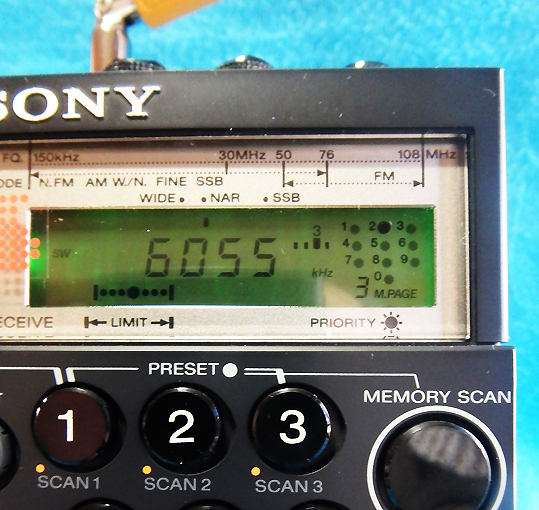 SONY
FQ. 150kHz 30MHz 50 76 108 MHz
ODE N.FM AM W/N. FINE SSB FM
WIDE • • NAR • SSB
SW 6055 kHz 3
1 2 3
4 5 6
7 8 9
0
3 M.PAGE
ECEIVE LIMIT PRIORITY
PRESET
MEMORY SCAN
1 2 3
SCAN 1 SCAN 2 SCAN 3